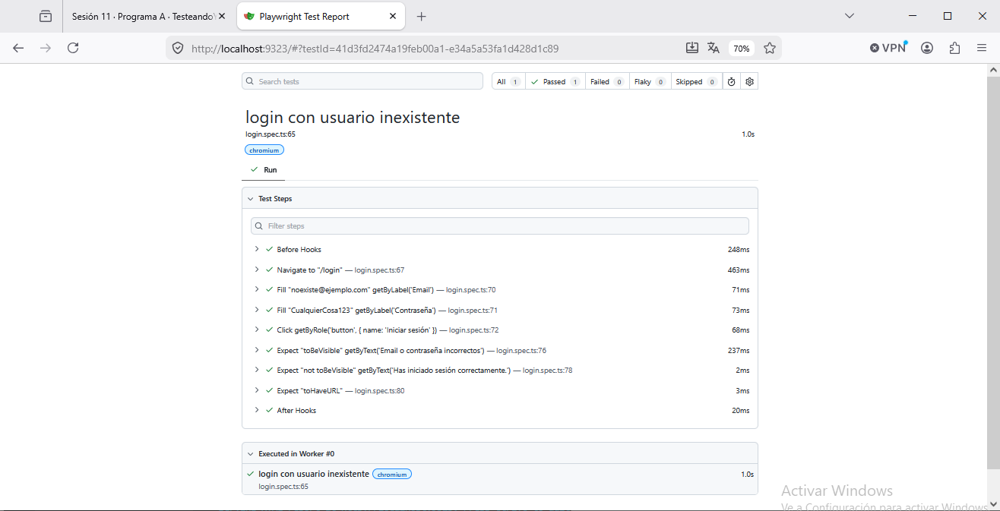 Sesión 11 · Programa A · Testeando
Playwright Test Report
http://localhost:9323/#?testId=41d3fd2474a19feb00a1-e34a5a53fa1d428d1c89
70%
VPN
Search tests
All 1
Passed 1
Failed 0
Flaky 0
Skipped 0
login con usuario inexistente
login.spec.ts:65
1.0s
chromium
Run
Test Steps
Filter steps
Before Hooks 248ms
Navigate to "/login" — login.spec.ts:67 463ms
Fill "noexiste@ejemplo.com" getByLabel('Email') — login.spec.ts:70 71ms
Fill "CualquierCosa123" getByLabel('Contraseña') — login.spec.ts:71 73ms
Click getByRole('button', { name: 'Iniciar sesión' }) — login.spec.ts:72 68ms
Expect "toBeVisible" getByText('Email o contraseña incorrectos') — login.spec.ts:76 237ms
Expect "not toBeVisible" getByText('Has iniciado sesión correctamente.') — login.spec.ts:78 2ms
Expect "toHaveURL" — login.spec.ts:80 3ms
After Hooks 20ms
Executed in Worker #0
login con usuario inexistente chromium 1.0s
login.spec.ts:65
Activar Windows
Ve a Configuración para activar Windows